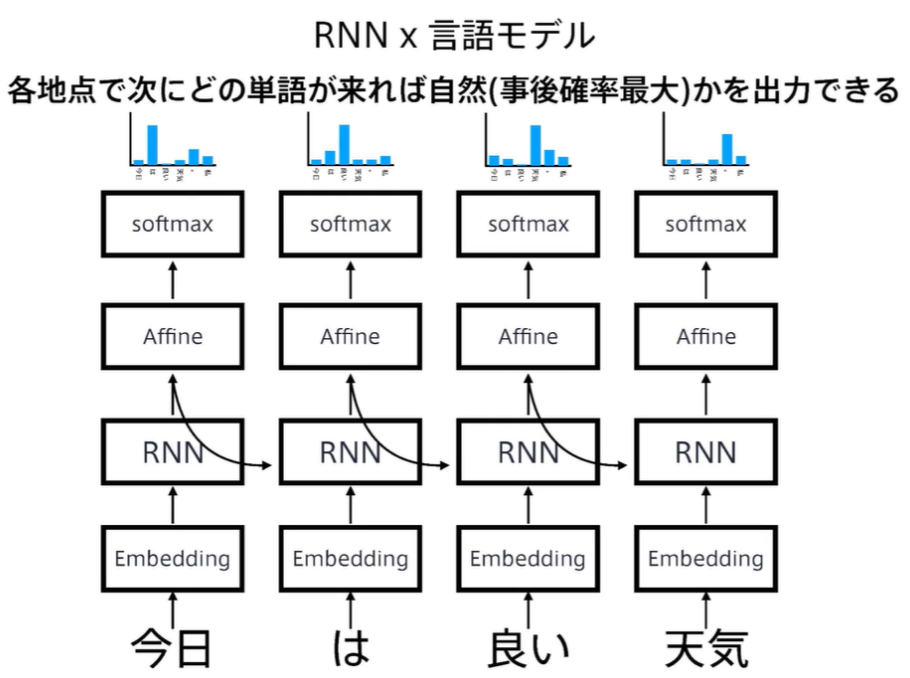 RNN x 言語モデル
各地点で次にどの単語が来れば自然(事後確率最大)かを出力できる
今日 は 良い 天気 。 私
今日 は 良い 天気 。 私
今日 は 良い 天気 。 私
今日 は 良い 天気 。 私
softmax softmax softmax softmax
Affine Affine Affine Affine
RNN RNN RNN RNN
Embedding Embedding Embedding Embedding
今日 は 良い 天気